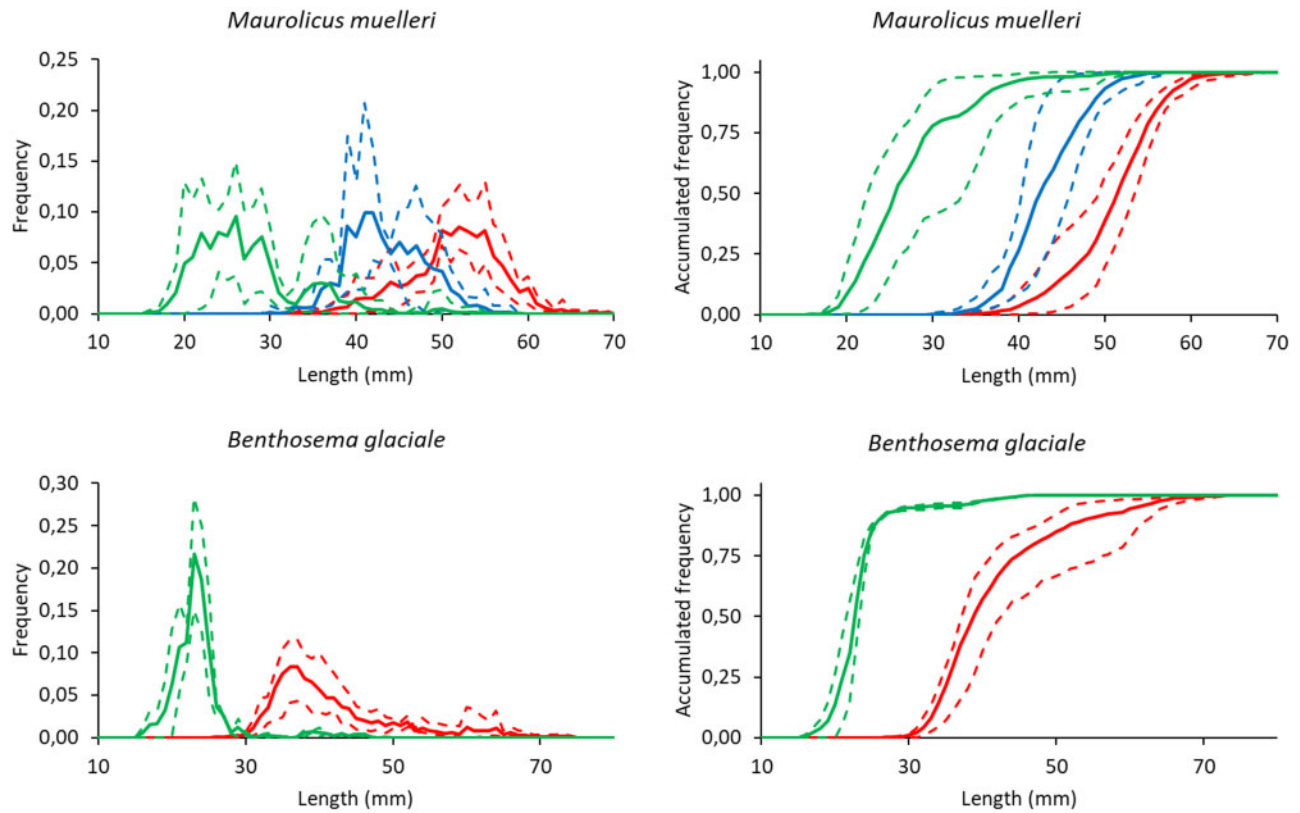 Maurolicus muelleri
Frequency
0,25
0,20
0,15
0,10
0,05
0,00
10 20 30 40 50 60 70
Length (mm)
Maurolicus muelleri
Accumulated frequency
1,00
0,75
0,50
0,25
0,00
10 20 30 40 50 60 70
Length (mm)
Benthosema glaciale
Frequency
0,30
0,25
0,20
0,15
0,10
0,05
0,00
10 30 50 70
Length (mm)
Benthosema glaciale
Accumulated frequency
1,00
0,75
0,50
0,25
0,00
10 30 50 70
Length (mm)